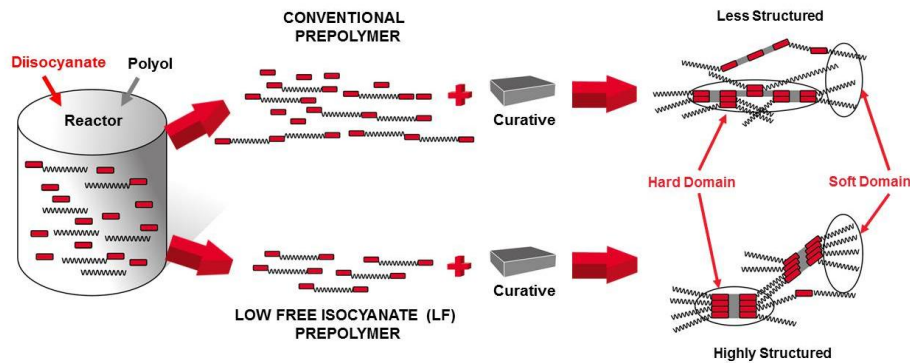 CONVENTIONAL
PREPOLYMER
Less Structured
Diisocyanate
Polyol
Reactor
Curative
Hard Domain
Soft Domain
Curative
LOW FREE ISOCYANATE (LF)
PREPOLYMER
Highly Structured